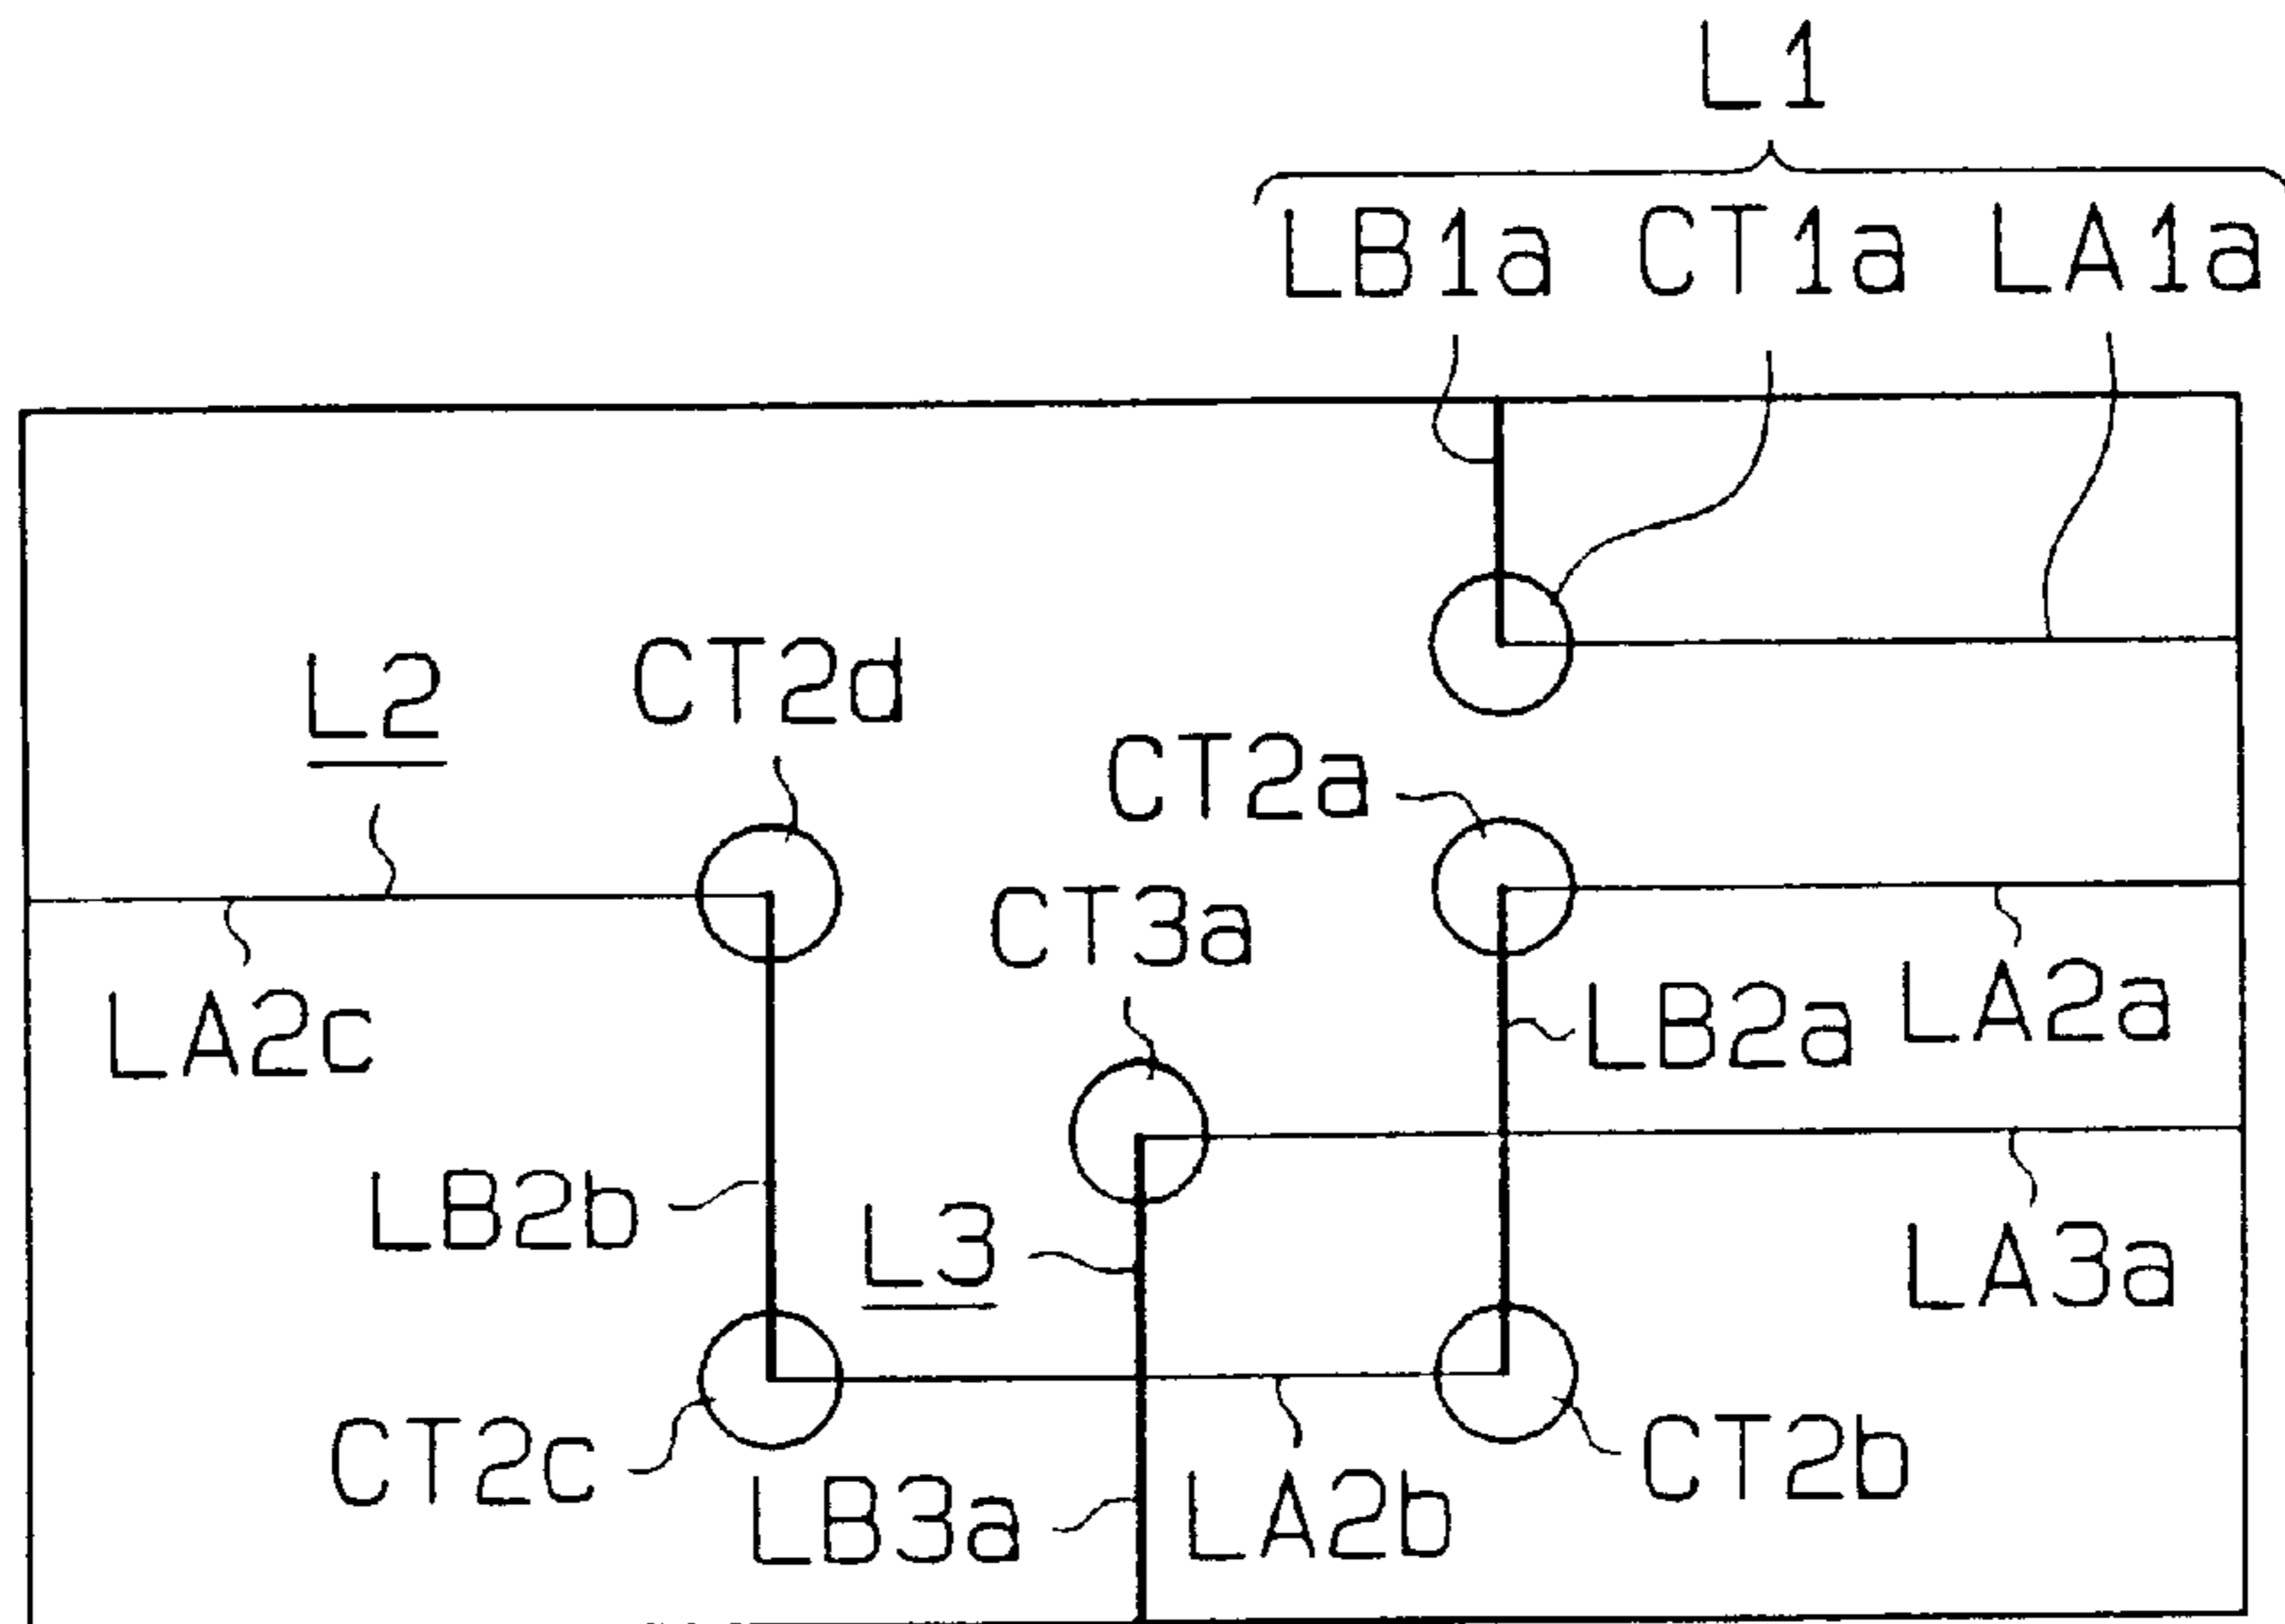 L1
LB1a CT1a LA1a
L2 CT2d
CT2a
CT3a
LA2c LB2a LA2a
LB2b L3 LA3a
CT2c CT2b
LB3a LA2b